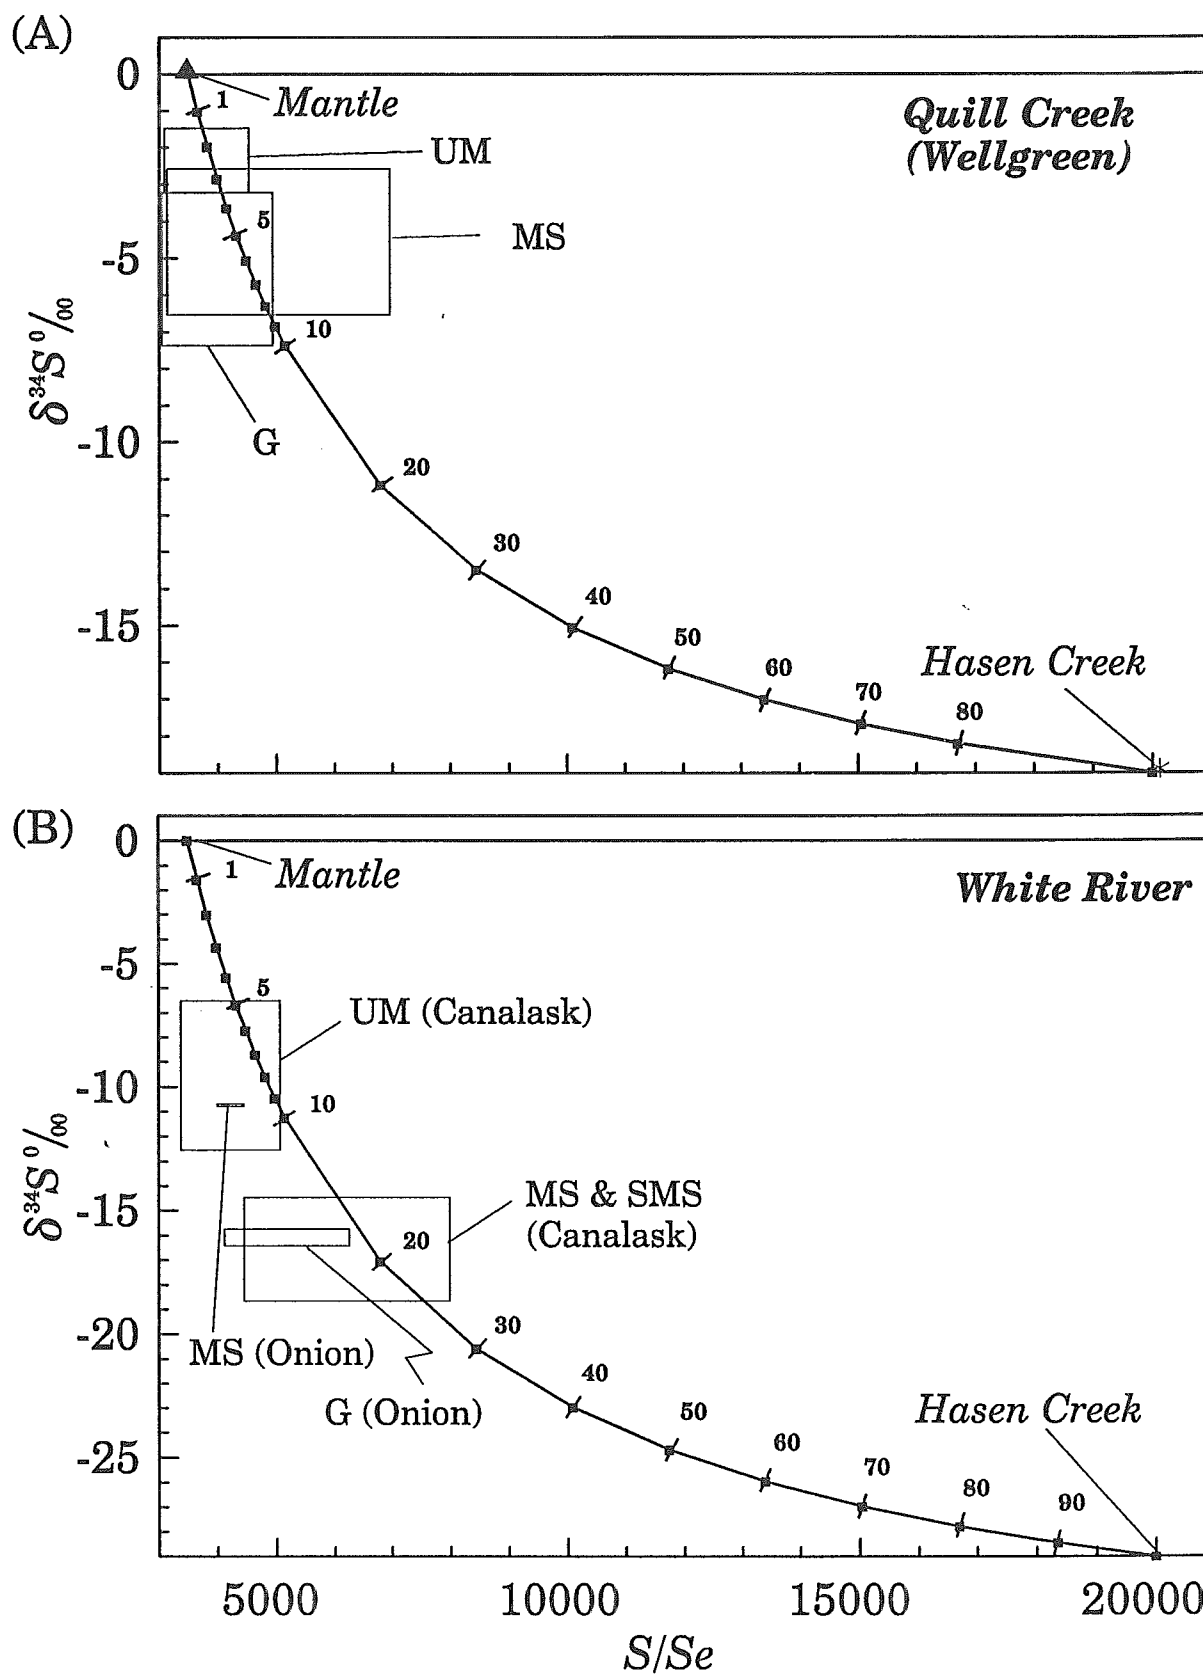 (A)
0
-5
-10
-15
δ³⁴S ⁰/₀₀
Mantle
Quill Creek
(Wellgreen)
UM
MS
G
1
5
10
20
30
40
50
60
70
80
Hasen Creek
(B)
0
-5
-10
-15
-20
-25
δ³⁴S ⁰/₀₀
Mantle
White River
1
5
10
20
30
40
50
60
70
80
90
UM (Canalask)
MS & SMS
(Canalask)
MS (Onion)
G (Onion)
Hasen Creek
5000
10000
15000
20000
S/Se